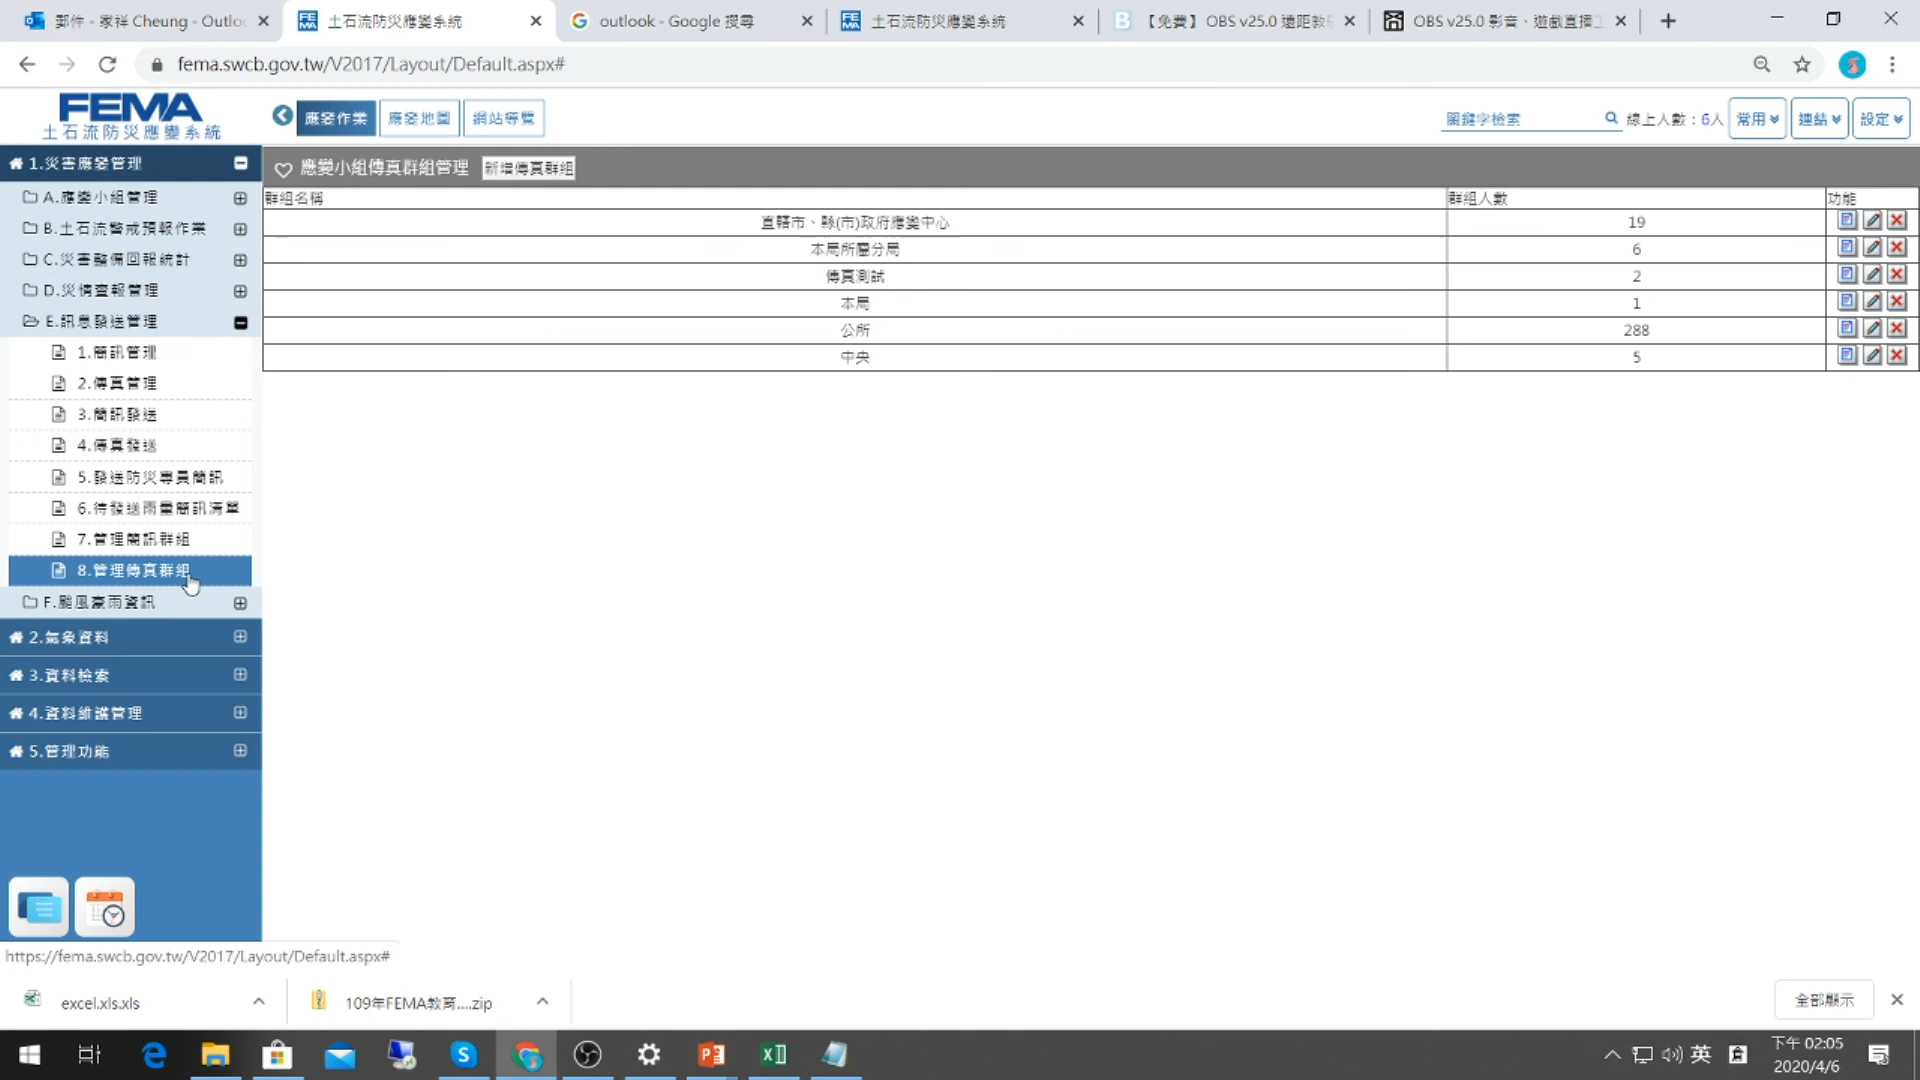 郵件 - 家祥 Cheung - Outlo
土石流防災應變系統
outlook - Google 搜尋
土石流防災應變系統
【免費】OBS v25.0 遠距教
OBS v25.0 影音、遊戲直播工
fema.swcb.gov.tw/V2017/Layout/Default.aspx#
FEMA
土石流防災應變系統
應變作業
應變地圖
網站導覽
關鍵字檢索
線上人數：6人
常用
連結
設定
1.災害應變管理
A.應變小組管理
B.土石流警戒預報作業
C.災害整備回報統計
D.災情查報管理
E.訊息發送管理
1.簡訊管理
2.傳真管理
3.簡訊發送
4.傳真發送
5.發送防災專員簡訊
6.待發送雨量簡訊清單
7.管理簡訊群組
8.管理傳真群組
F.颱風豪雨資訊
2.氣象資料
3.資料檢索
4.資料維護管理
5.管理功能
應變小組傳真群組管理 新增傳真群組
群組名稱 群組人數 功能
直轄市、縣(市)政府應變中心 19
本局所屬分局 6
傳真測試 2
本局 1
公所 288
中央 5
https://fema.swcb.gov.tw/V2017/Layout/Default.aspx#
excel.xls.xls
109年FEMA教育....zip
全部顯示
英
下午 02:05
2020/4/6